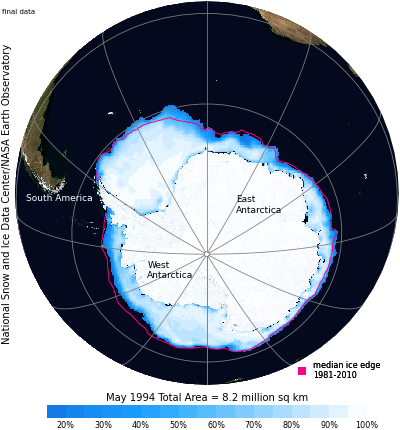 final data
National Snow and Ice Data Center/NASA Earth Observatory
South America
East
Antarctica
West
Antarctica
median ice edge
1981-2010
May 1994 Total Area = 8.2 million sq km
20% 30% 40% 50% 60% 70% 80% 90% 100%